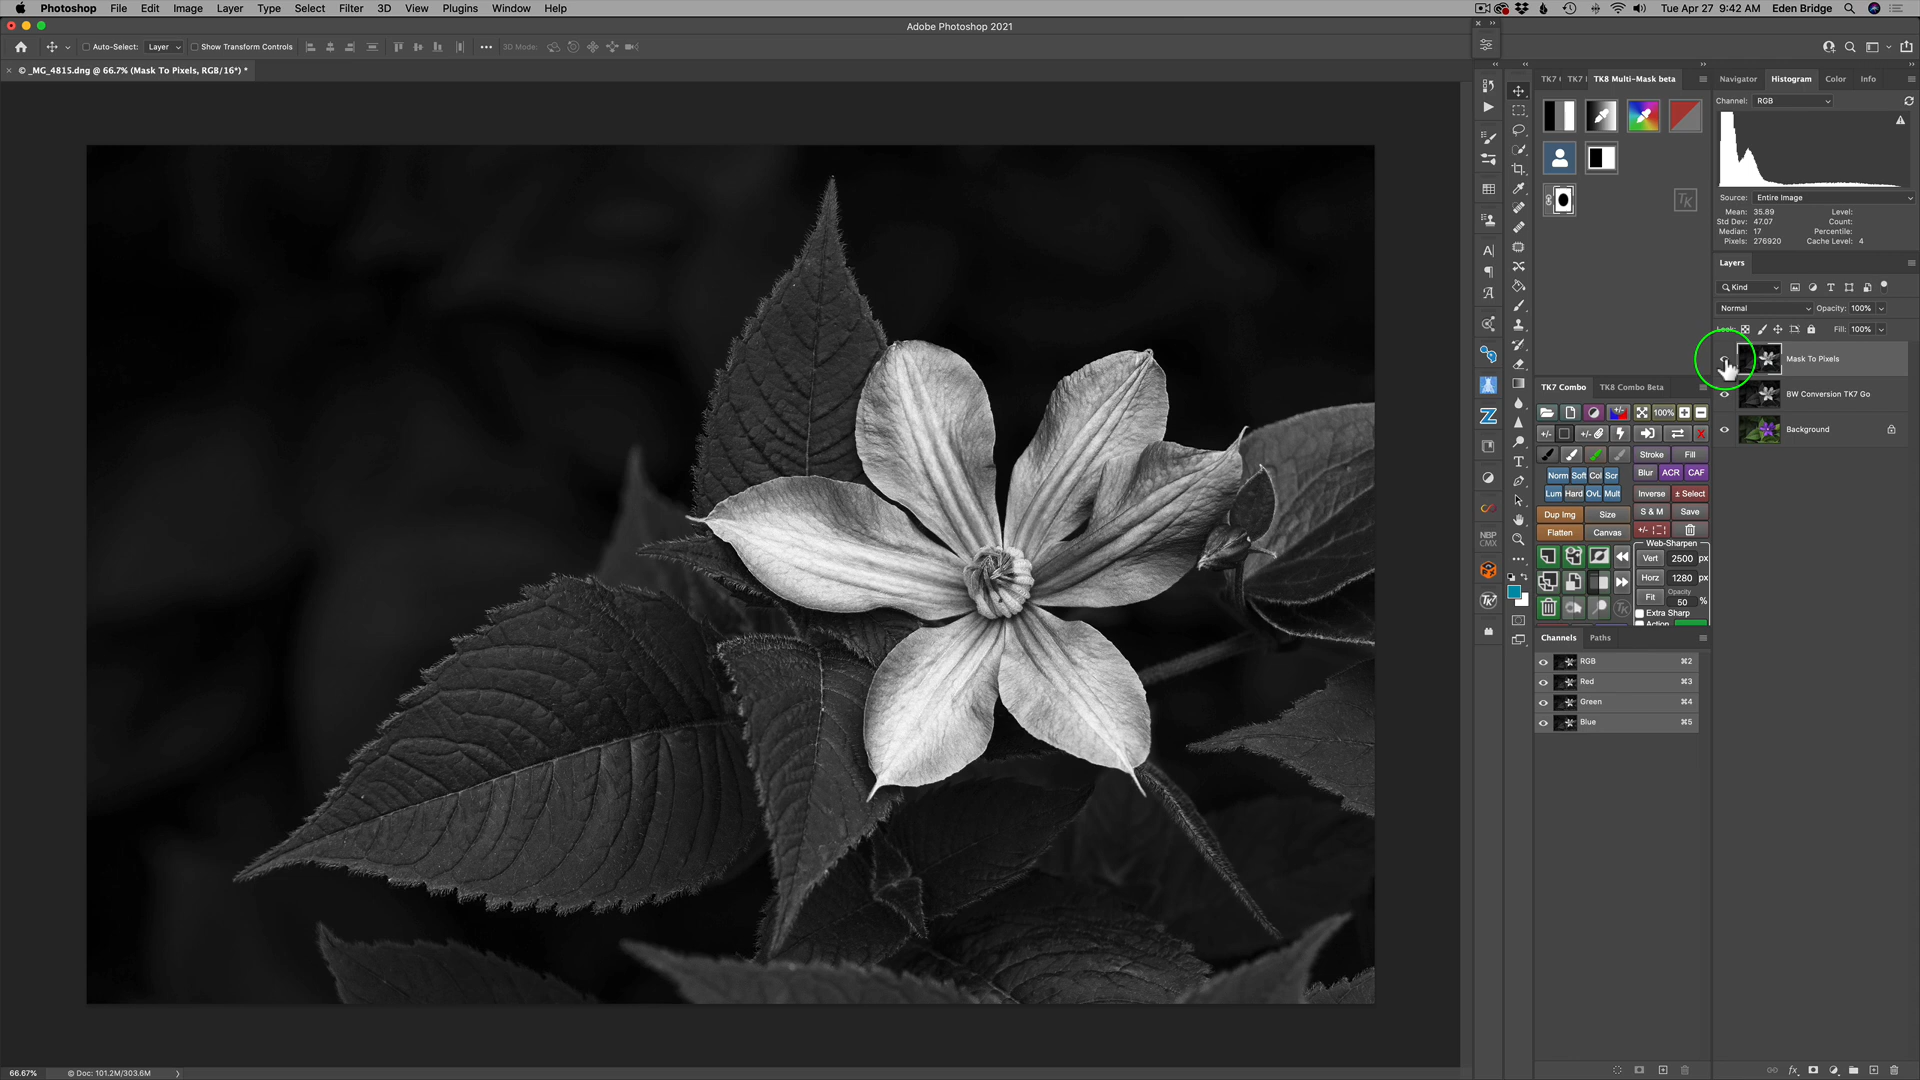 Photoshop File Edit Image Layer Type Select Filter 3D View Plugins Window Help Tue Apr 27 9:42 AM Eden Bridge
Adobe Photoshop 2021
Auto-Select: Layer Show Transform Controls 3D Mode:
© _MG_4815.dng @ 66.7% (Mask To Pixels, RGB/16*) *
TK7 TK7 TK8 Multi-Mask beta
Navigator Histogram Color Info
Channel: RGB
Source: Entire Image
Mean: 35.89 Level:
Std Dev: 47.07 Count:
Median: 17 Percentile:
Pixels: 276920 Cache Level: 4
Layers
Kind
Normal Opacity: 100%
Fill: 100%
Mask To Pixels
BW Conversion TK7 Go
Background
TK7 Combo TK8 Combo Beta
100%
+/- +/-
Stroke Fill
Norm Soft Col Scr Blur ACR CAF
Lum Hard OvL Mult Inverse ± Select
Dup Img Size S & M Save
Flatten Canvas +/-
Web-Sharpen
Vert 2500 px
Horz 1280 px
Fit Opacity 50 %
Extra Sharp
Action
NBP
CMX
TK
Channels Paths
RGB ⌘2
Red ⌘3
Green ⌘4
Blue ⌘5
66.67% © Doc: 101.2M/303.6M